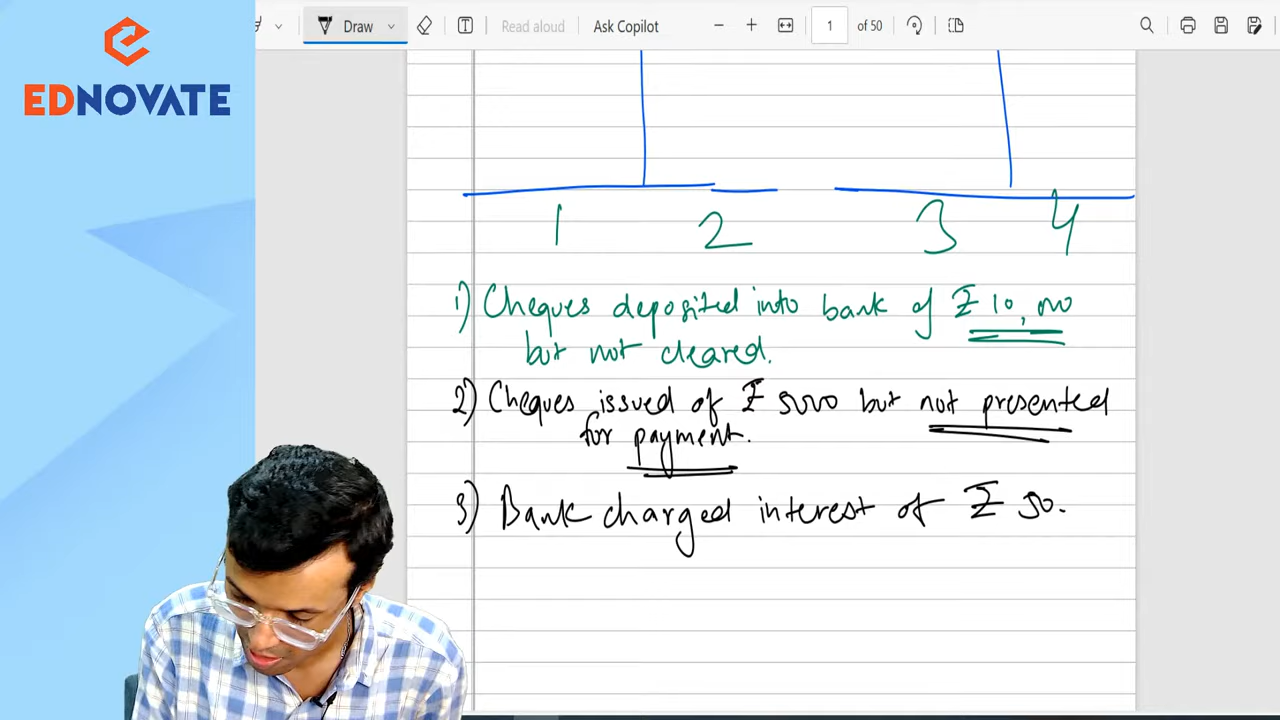 EDNOVATE
Draw
Read aloud
Ask Copilot
1
of 50
1 2 3 4
1) Cheques deposited into bank of ₹ 10,000
but not cleared.
2) Cheques issued of ₹ 5000 but not presented
for payment.
3) Bank charged interest of ₹ 50.